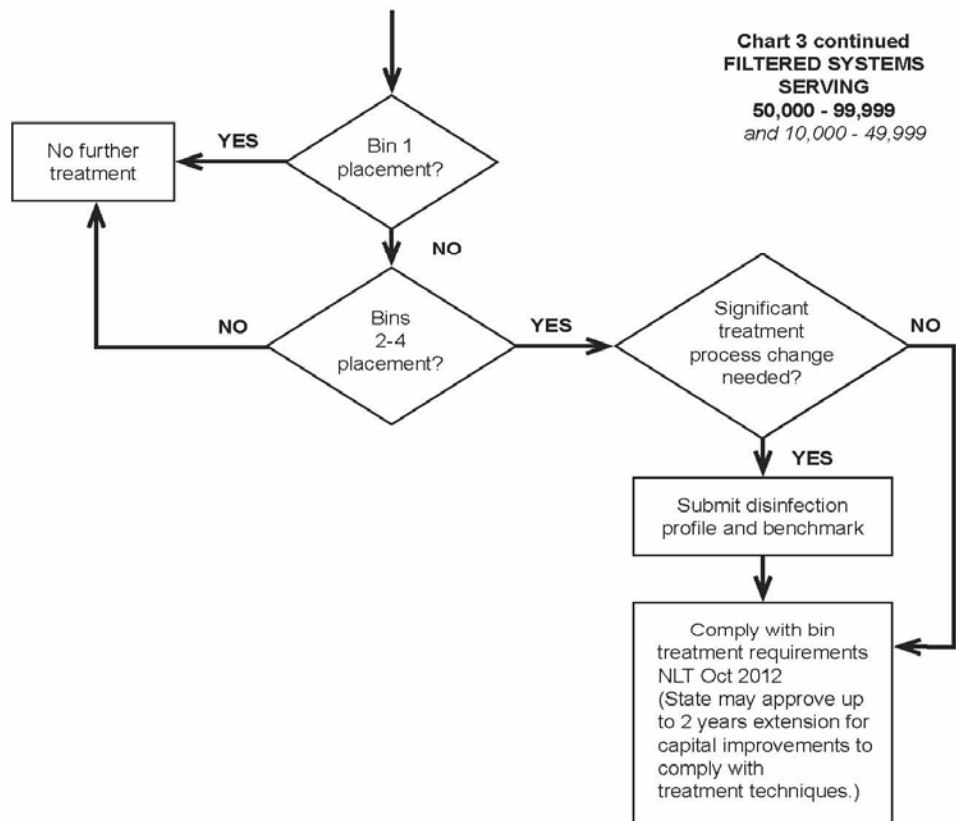 Chart 3 continued
FILTERED SYSTEMS
SERVING
50,000 - 99,999
and 10,000 - 49,999
Bin 1
placement?
YES
No further
treatment
NO
Bins
2-4
placement?
NO
YES
Significant
treatment
process change
needed?
NO
YES
Submit disinfection
profile and benchmark
Comply with bin
treatment requirements
NLT Oct 2012
(State may approve up
to 2 years extension for
capital improvements to
comply with
treatment techniques.)